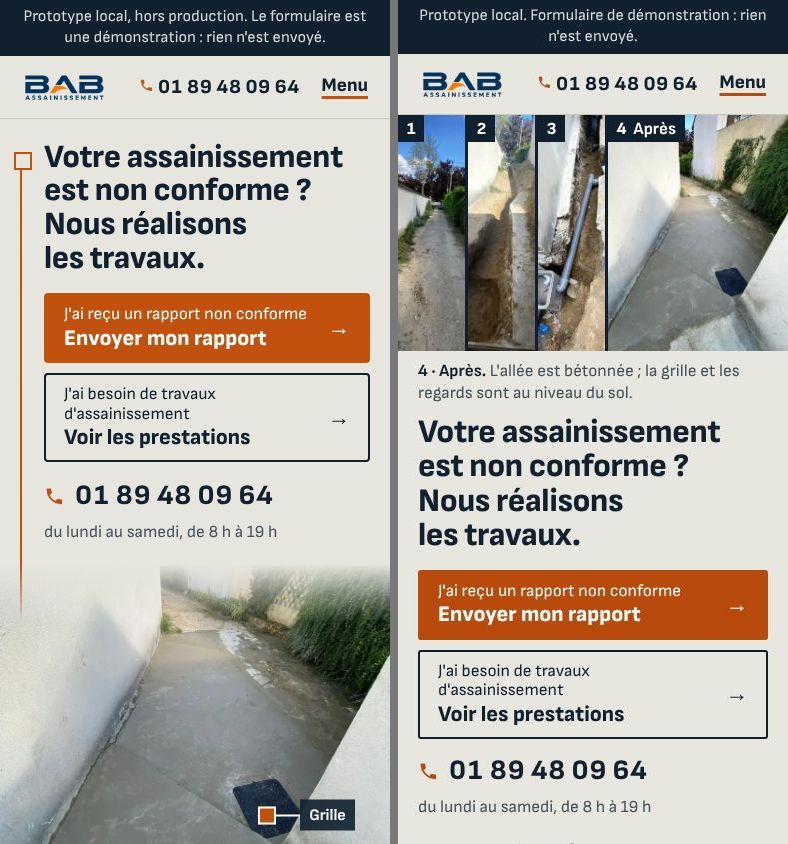 Prototype local, hors production. Le formulaire est
une démonstration : rien n'est envoyé.
BAB
ASSAINISSEMENT
01 89 48 09 64
Menu
Votre assainissement
est non conforme ?
Nous réalisons
les travaux.
J'ai reçu un rapport non conforme
Envoyer mon rapport
→
J'ai besoin de travaux
d'assainissement
Voir les prestations
→
01 89 48 09 64
du lundi au samedi, de 8 h à 19 h
Grille
Prototype local. Formulaire de démonstration : rien
n'est envoyé.
BAB
ASSAINISSEMENT
01 89 48 09 64
Menu
1
2
3
4 Après
4 · Après. L'allée est bétonnée ; la grille et les
regards sont au niveau du sol.
Votre assainissement
est non conforme ?
Nous réalisons
les travaux.
J'ai reçu un rapport non conforme
Envoyer mon rapport
→
J'ai besoin de travaux
d'assainissement
Voir les prestations
→
01 89 48 09 64
du lundi au samedi, de 8 h à 19 h